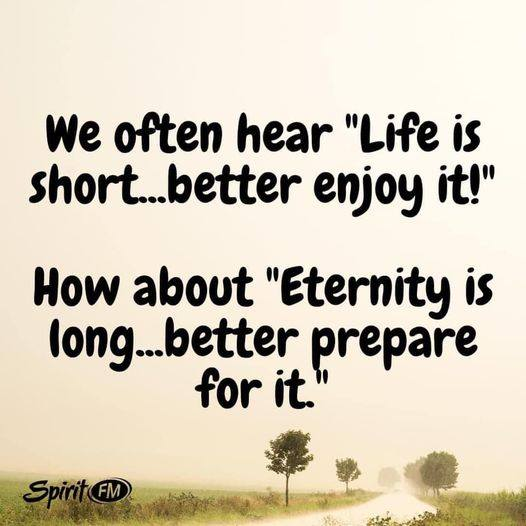 We often hear "Life is
short...better enjoy it!"
How about "Eternity is
long...better prepare
for it."
Spirit FM